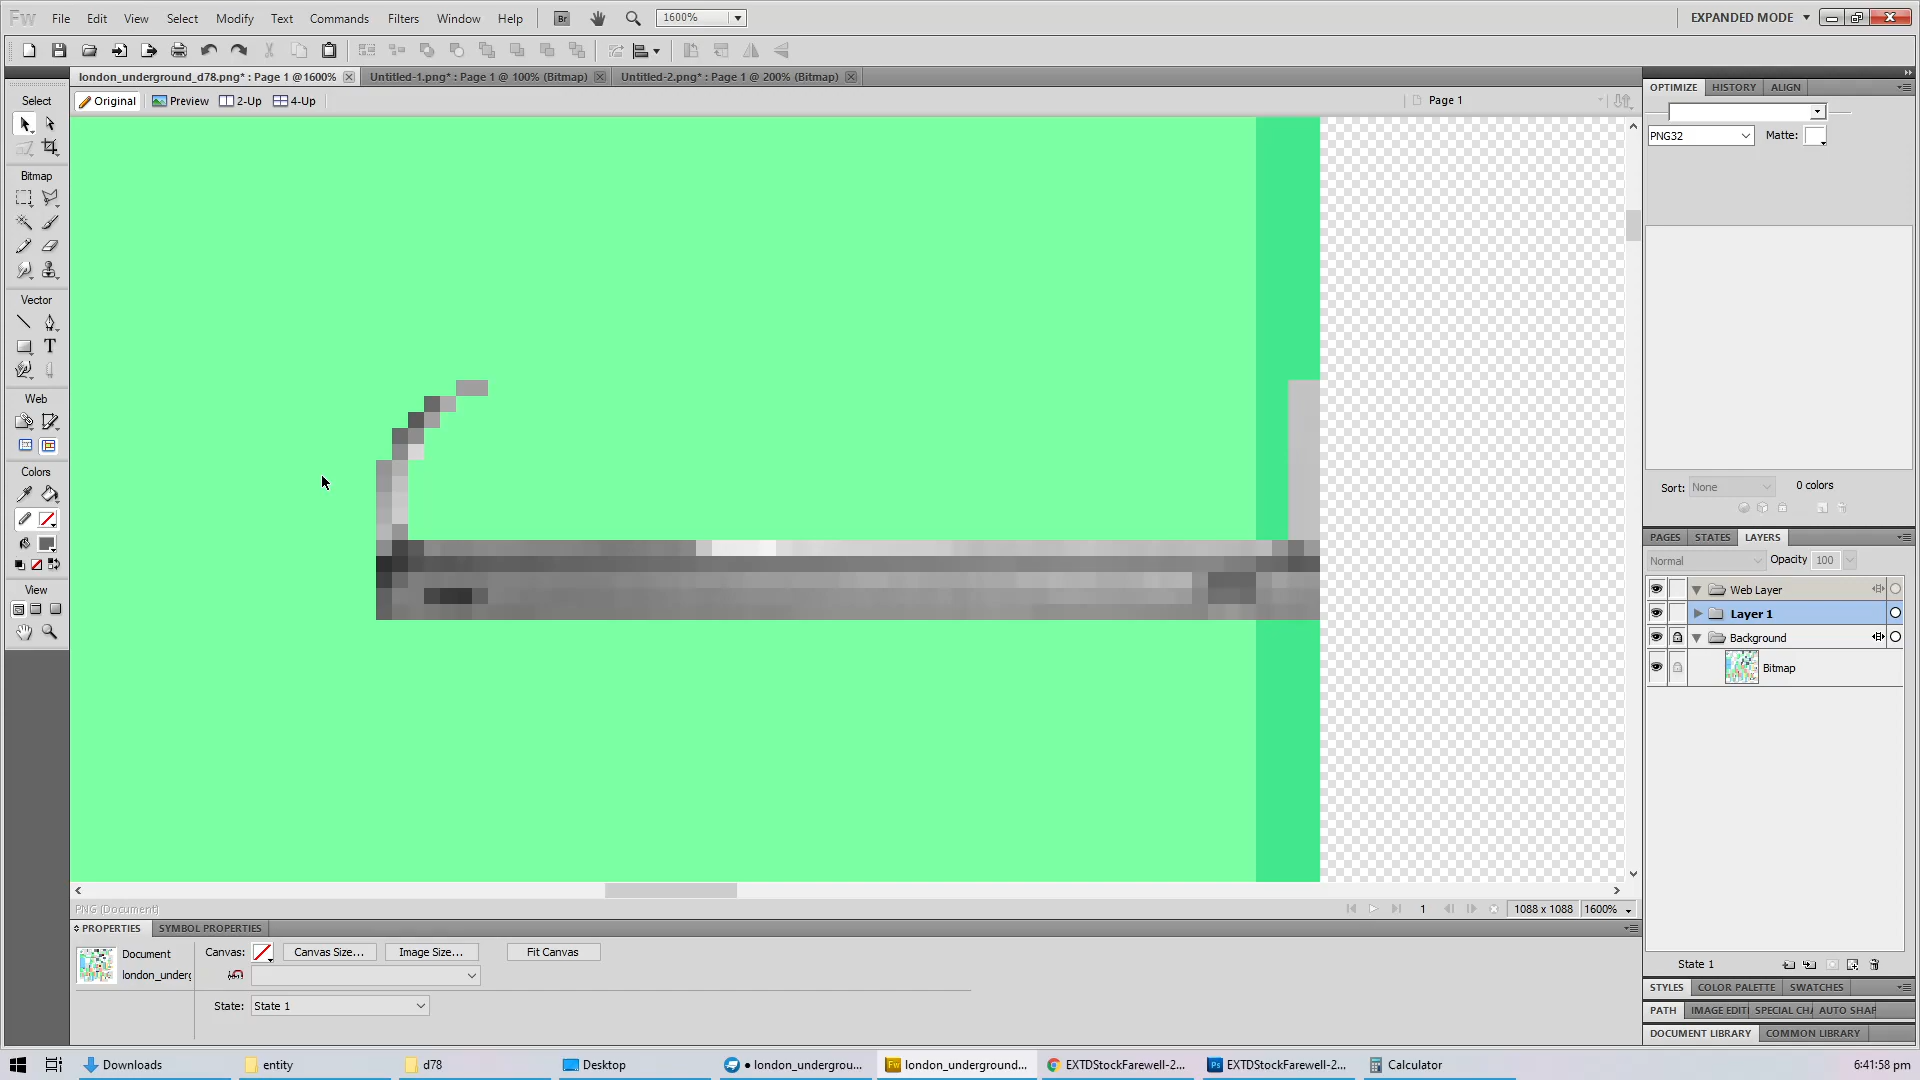 Fw File Edit View Select Modify Text Commands Filters Window Help Br 1600% EXPANDED MODE
london_underground_d78.png* : Page 1 @1600% Untitled-1.png* : Page 1 @ 100% (Bitmap) Untitled-2.png* : Page 1 @ 200% (Bitmap)
Original Preview 2-Up 4-Up Page 1
Select
Bitmap
Vector
T
Web
Colors
View
OPTIMIZE HISTORY ALIGN
PNG32 Matte:
Sort: None 0 colors
PAGES STATES LAYERS
Normal Opacity 100
Web Layer
Layer 1
Background
Bitmap
State 1
STYLES COLOR PALETTE SWATCHES
PATH IMAGE EDITI SPECIAL CHA AUTO SHAP
DOCUMENT LIBRARY COMMON LIBRARY
PNG (Document) 1 1088 x 1088 1600%
PROPERTIES SYMBOL PROPERTIES
Document Canvas: Canvas Size... Image Size... Fit Canvas
london_underg
State: State 1
Downloads entity d78 Desktop • london_undergrou... london_underground... EXTDStockFarewell-2... EXTDStockFarewell-2... Calculator 6:41:58 pm